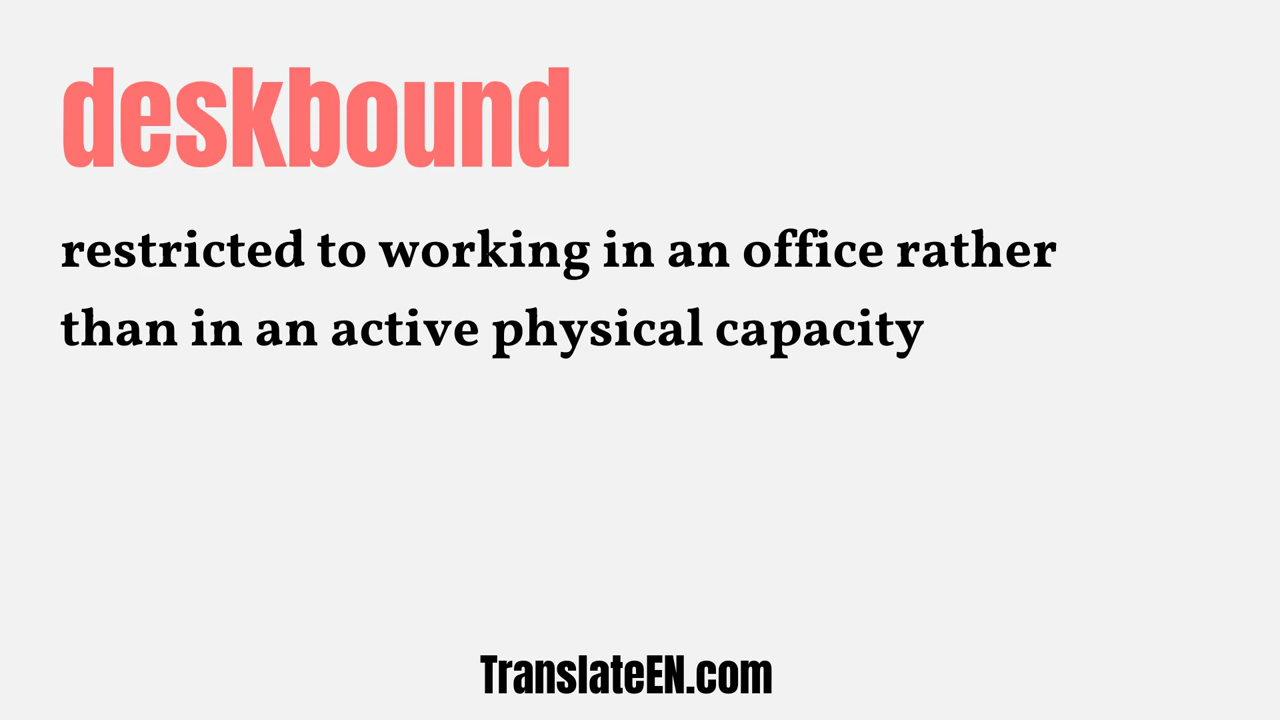 deskbound
restricted to working in an office rather
than in an active physical capacity
TranslateEN.com